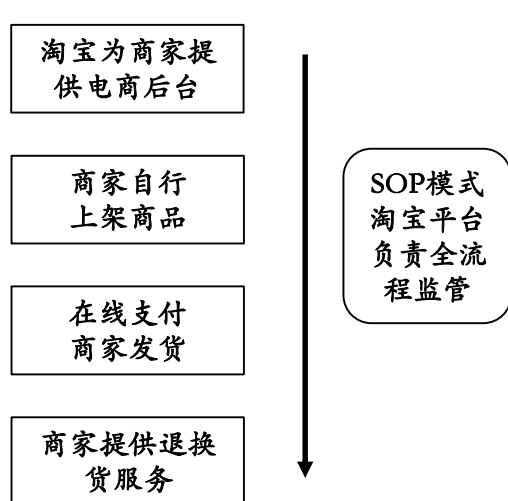 淘宝为商家提
供电商后台
商家自行
上架商品
在线支付
商家发货
商家提供退换
货服务
SOP模式
淘宝平台
负责全流
程监管